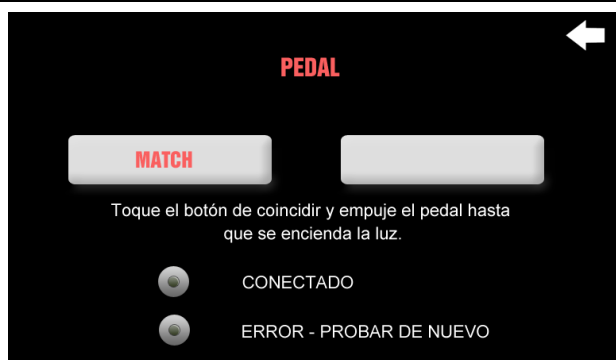 PEDAL
MATCH
Toque el botón de coincidir y empuje el pedal hasta
que se encienda la luz.
CONECTADO
ERROR - PROBAR DE NUEVO